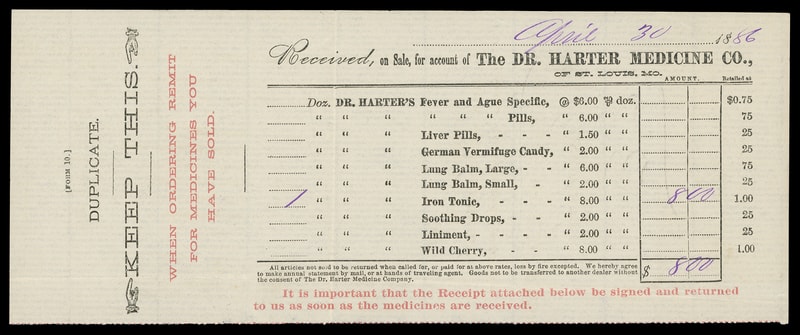 [FORM 10.]
DUPLICATE.
KEEP THIS.
WHEN ORDERING REMIT
FOR MEDICINES YOU
HAVE SOLD.
April 30 1886
Received, on Sale, for account of The DR. HARTER MEDICINE CO.,
OF ST. LOUIS, MO.
AMOUNT. Retailed at
Doz. DR. HARTER'S Fever and Ague Specific, @ $6.00 doz. $0.75
" " " " " " Pills, " 6.00 " " 75
" " " Liver Pills, - - - " 1.50 " " 25
" " " German Vermifuge Candy, " 2.00 " " 25
" " " Lung Balm, Large, - - " 6.00 " " 75
" " " Lung Balm, Small, - " 2.00 " " 25
1 " " " Iron Tonic, - - - " 8.00 " " 8 00 1.00
" " " Soothing Drops, - - " 2.00 " " 25
" " " Liniment, - - - - " 2.00 " " 25
" " " Wild Cherry, - - " 8.00 " " 1.00
All articles not sold to be returned when called for, or paid for at above rates, loss by fire excepted. We hereby agree
to make annual statement by mail, or at hands of traveling agent. Goods not to be transferred to another dealer without
the consent of The Dr. Harter Medicine Company.
$ 8 00
It is important that the Receipt attached below be signed and returned
to us as soon as the medicines are received.